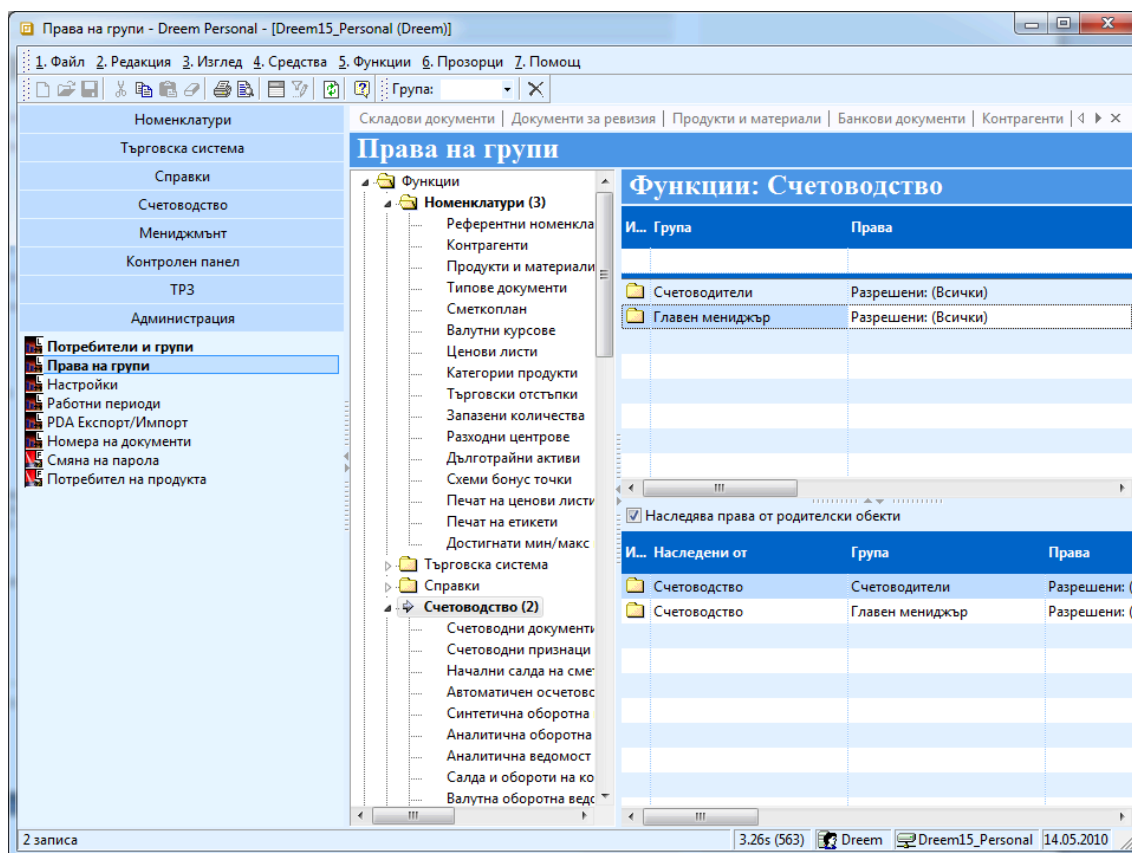 Права на групи - Dreem Personal - [Dreem15_Personal (Dreem)]
1. Файл 2. Редакция 3. Изглед 4. Средства 5. Функции 6. Прозорци 7. Помощ
Група:
Номенклатури
Търговска система
Справки
Счетоводство
Мениджмънт
Контролен панел
ТРЗ
Администрация
Потребители и групи
Права на групи
Настройки
Работни периоди
PDA Експорт/Импорт
Номера на документи
Смяна на парола
Потребител на продукта
Складови документи | Документи за ревизия | Продукти и материали | Банкови документи | Контрагенти |
Права на групи
Функции
Номенклатури (3)
Референтни номенкла
Контрагенти
Продукти и материали
Типове документи
Сметкоплан
Валутни курсове
Ценови листи
Категории продукти
Търговски отстъпки
Запазени количества
Разходни центрове
Дълготрайни активи
Схеми бонус точки
Печат на ценови листи
Печат на етикети
Достигнати мин/макс
Търговска система
Справки
Счетоводство (2)
Счетоводни документи
Счетоводни признаци
Начални салда на сме
Автоматичен осчетово
Синтетична оборотна
Аналитична оборотна
Аналитична ведомост
Салда и обороти на ко
Валутна оборотна ведо
Функции: Счетоводство
И... Група Права
Счетоводители Разрешени: (Всички)
Главен мениджър Разрешени: (Всички)
Наследява права от родителски обекти
И... Наследени от Група Права
Счетоводство Счетоводители Разрешени: (
Счетоводство Главен мениджър Разрешени: (
2 записа 3.26s (563) Dreem Dreem15_Personal 14.05.2010